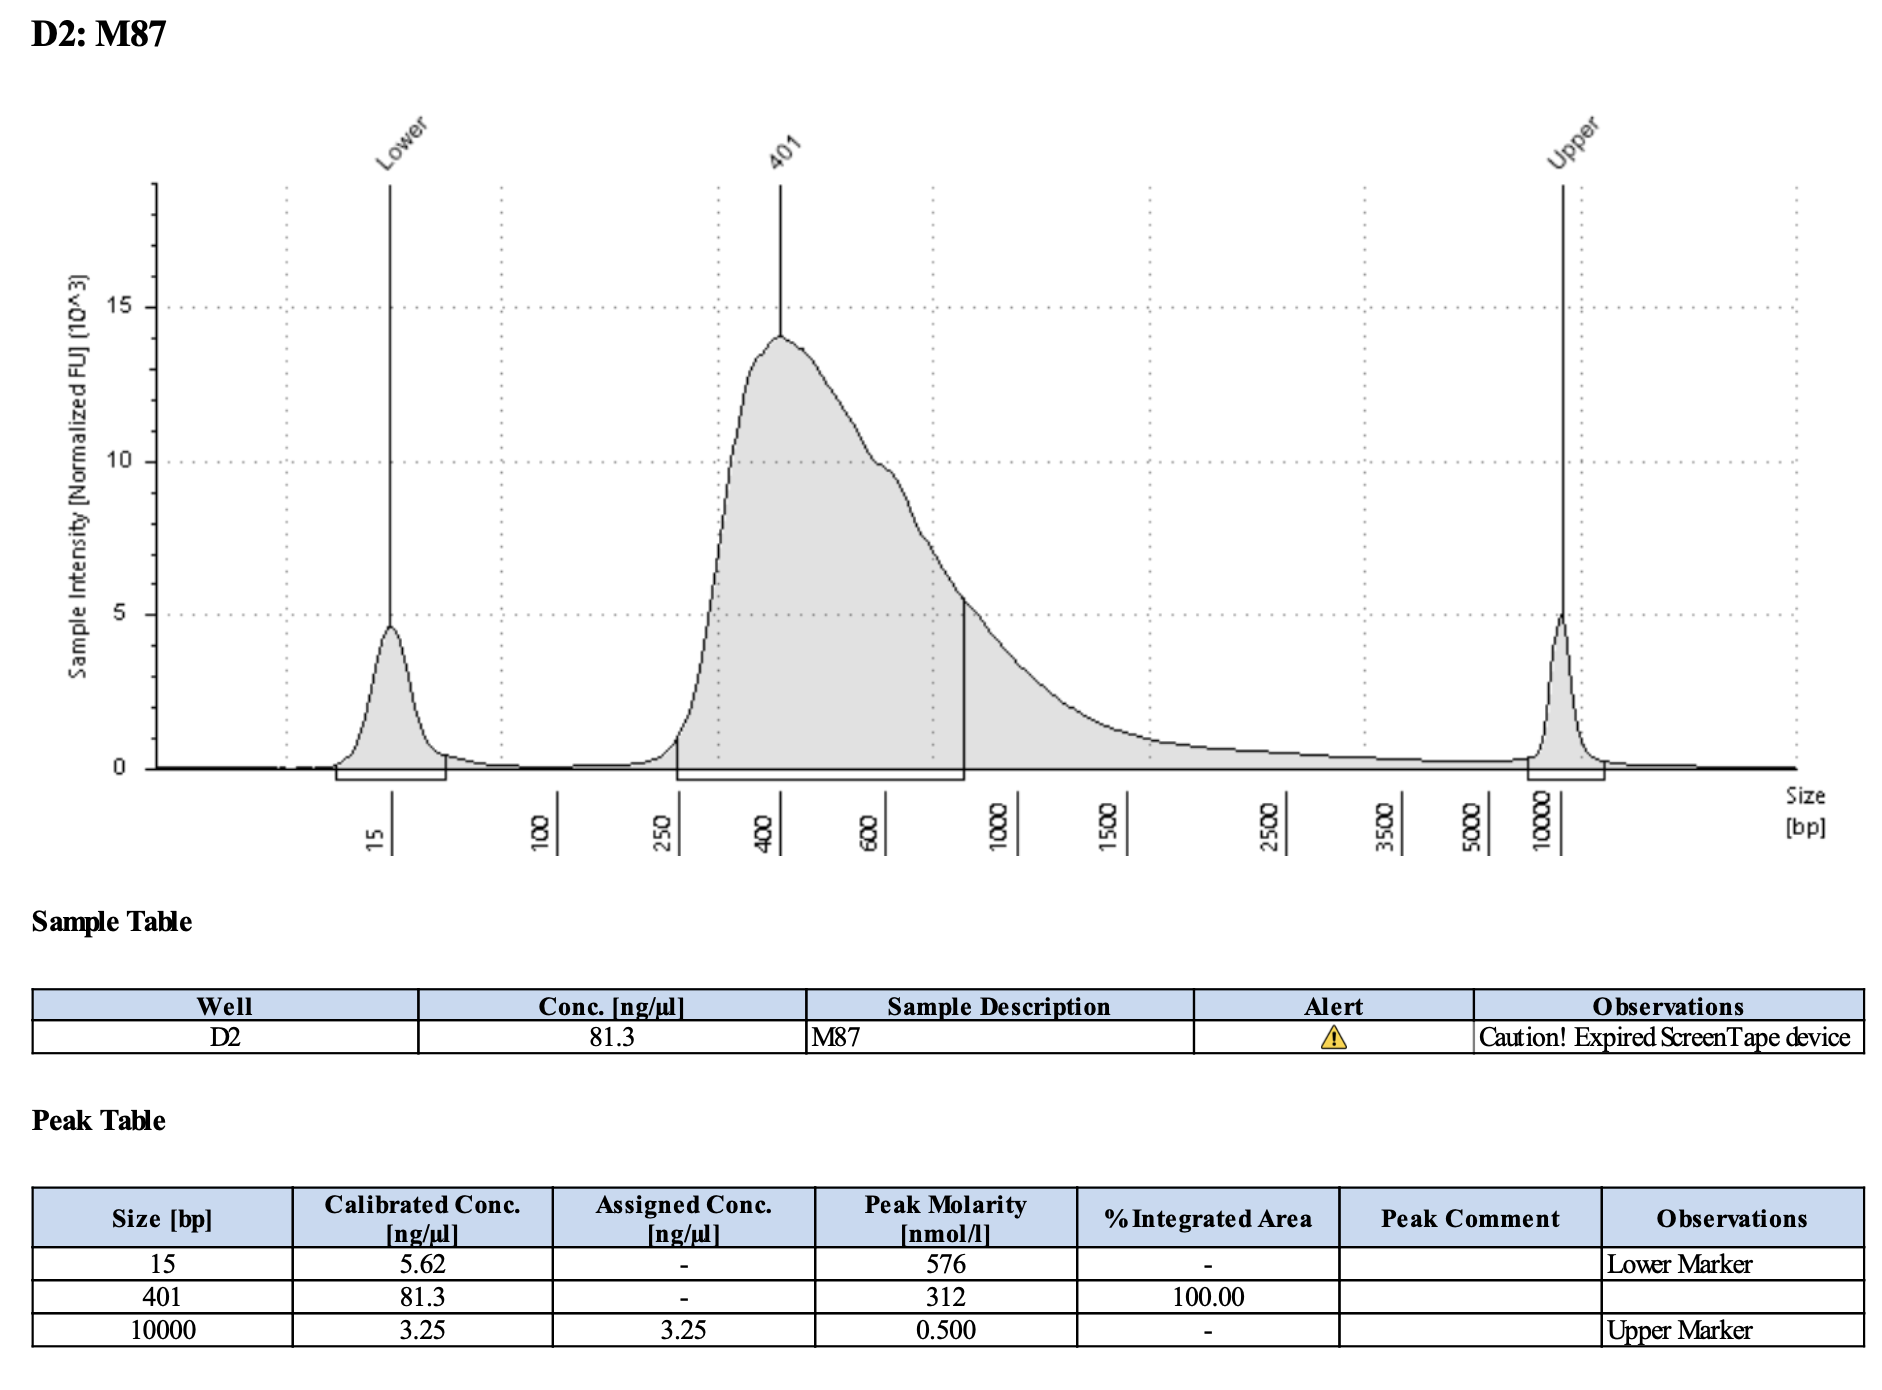 D2: M87
Lower
401
Upper
Sample Intensity [Normalized FU] (10^3)
15
10
5
0
15
100
250
400
600
1000
1500
2500
3500
5000
10000
Size
[bp]
Sample Table
Well Conc. [ng/µl] Sample Description Alert Observations
D2 81.3 M87 Caution! Expired ScreenTape device
Peak Table
Size [bp] Calibrated Conc. [ng/µl] Assigned Conc. [ng/µl] Peak Molarity [nmol/l] % Integrated Area Peak Comment Observations
15 5.62 - 576 - Lower Marker
401 81.3 - 312 100.00
10000 3.25 3.25 0.500 - Upper Marker